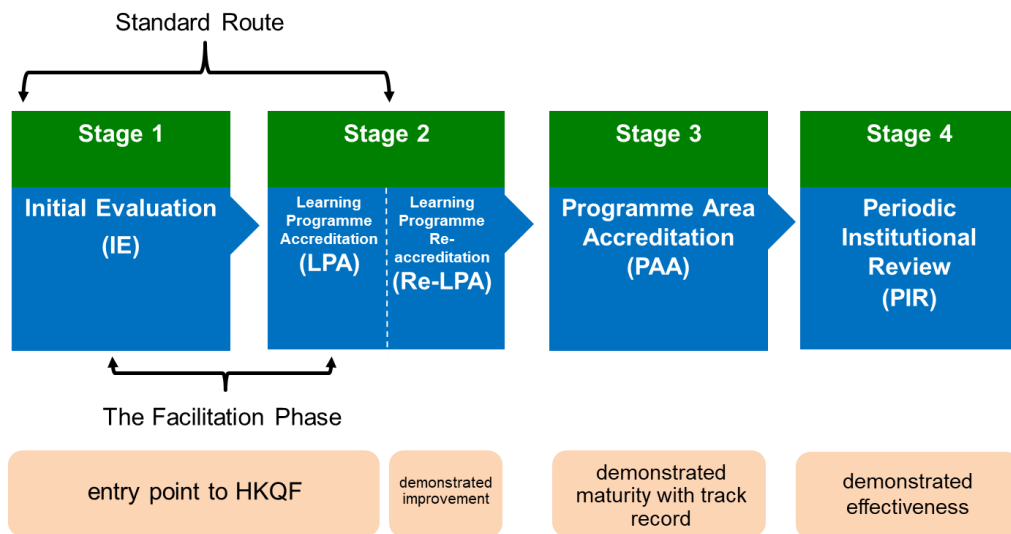 Standard Route
Stage 1
Initial Evaluation
(IE)
Stage 2
Learning
Programme
Accreditation
(LPA)
Learning
Programme
Re-
accreditation
(Re-LPA)
Stage 3
Programme Area
Accreditation
(PAA)
Stage 4
Periodic
Institutional
Review
(PIR)
The Facilitation Phase
entry point to HKQF
demonstrated
improvement
demonstrated
maturity with track
record
demonstrated
effectiveness